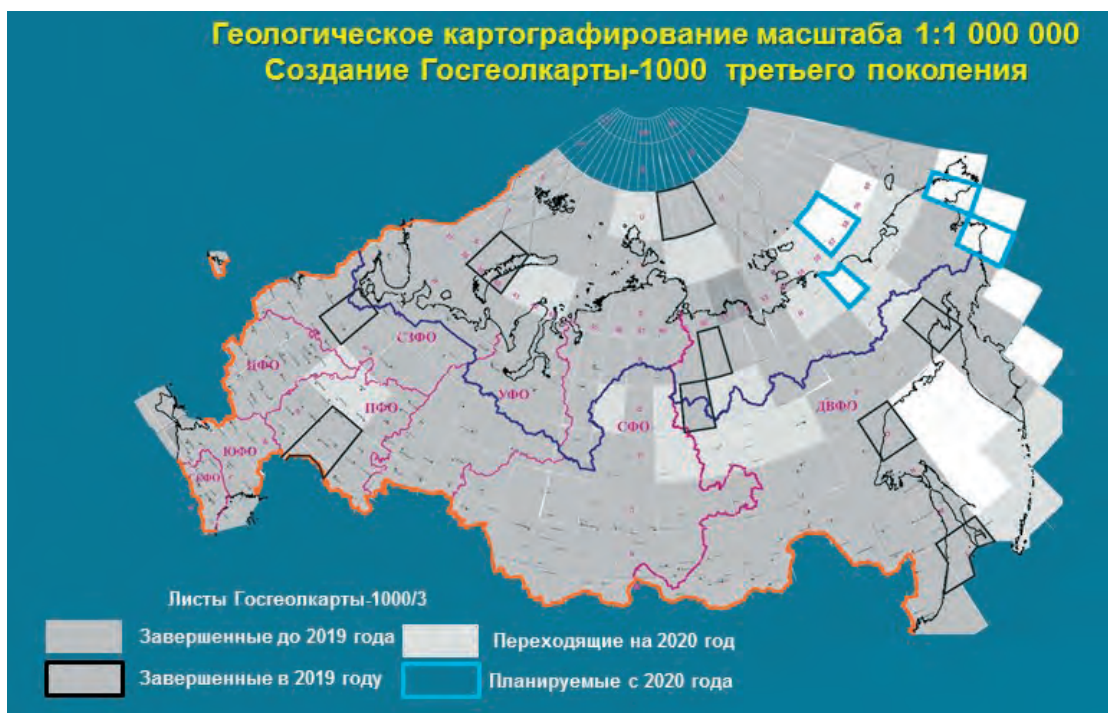 Геологическое картографирование масштаба 1:1 000 000
Создание Госгеолкарты-1000 третьего поколения
СЗФО
ЦФО
ПФО
УФО
СФО
ДВФО
ЮФО
Листы Госгеолкарты-1000/3
Завершенные до 2019 года
Переходящие на 2020 год
Завершенные в 2019 году
Планируемые с 2020 года